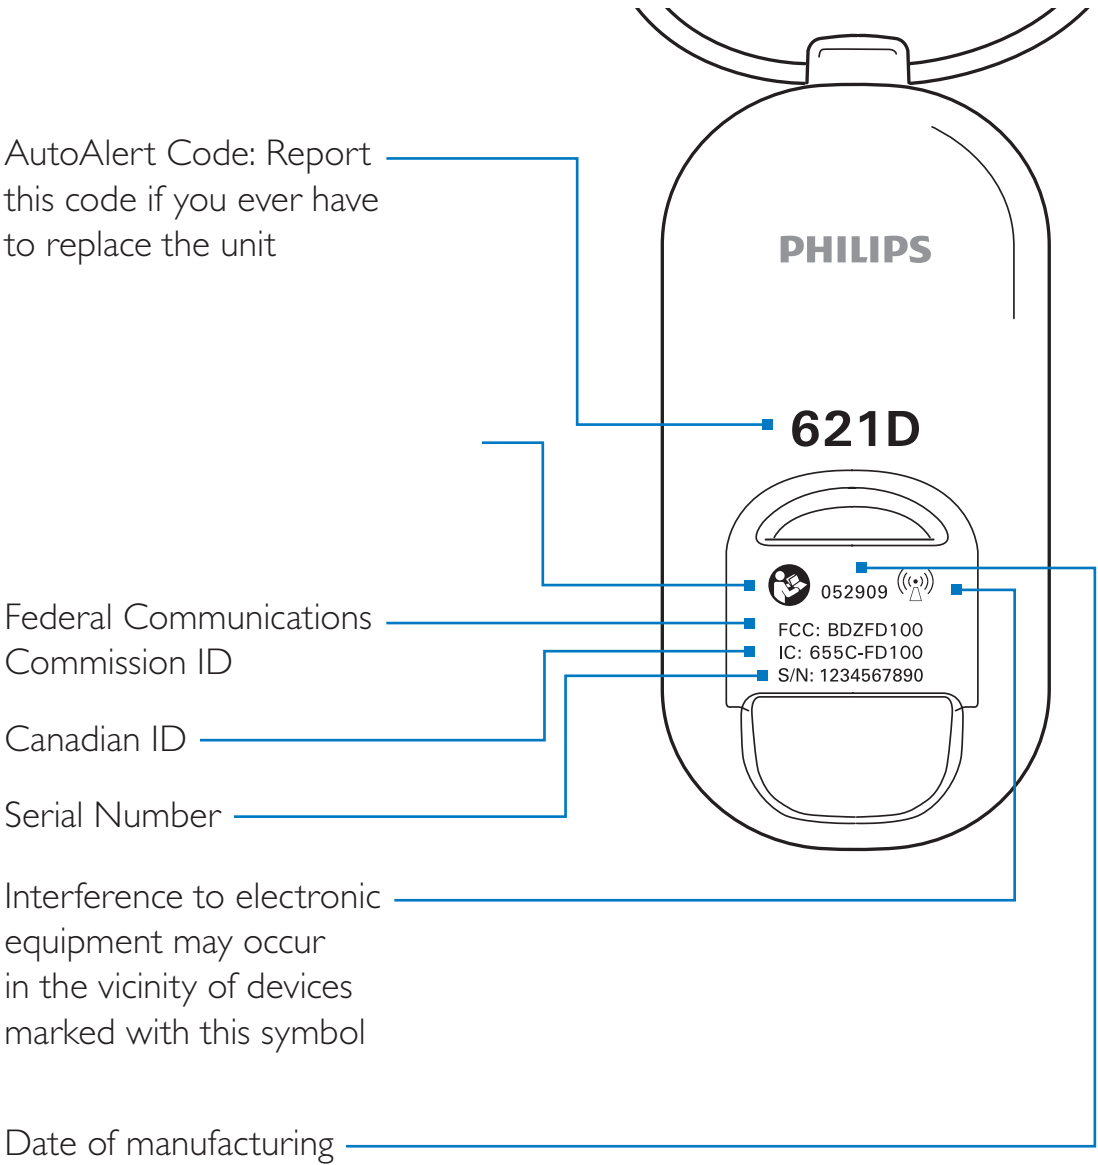 AutoAlert Code: Report
this code if you ever have
to replace the unit
PHILIPS
621D
052909
FCC: BDZFD100
IC: 655C-FD100
S/N: 1234567890
Federal Communications
Commission ID
Canadian ID
Serial Number
Interference to electronic
equipment may occur
in the vicinity of devices
marked with this symbol
Date of manufacturing